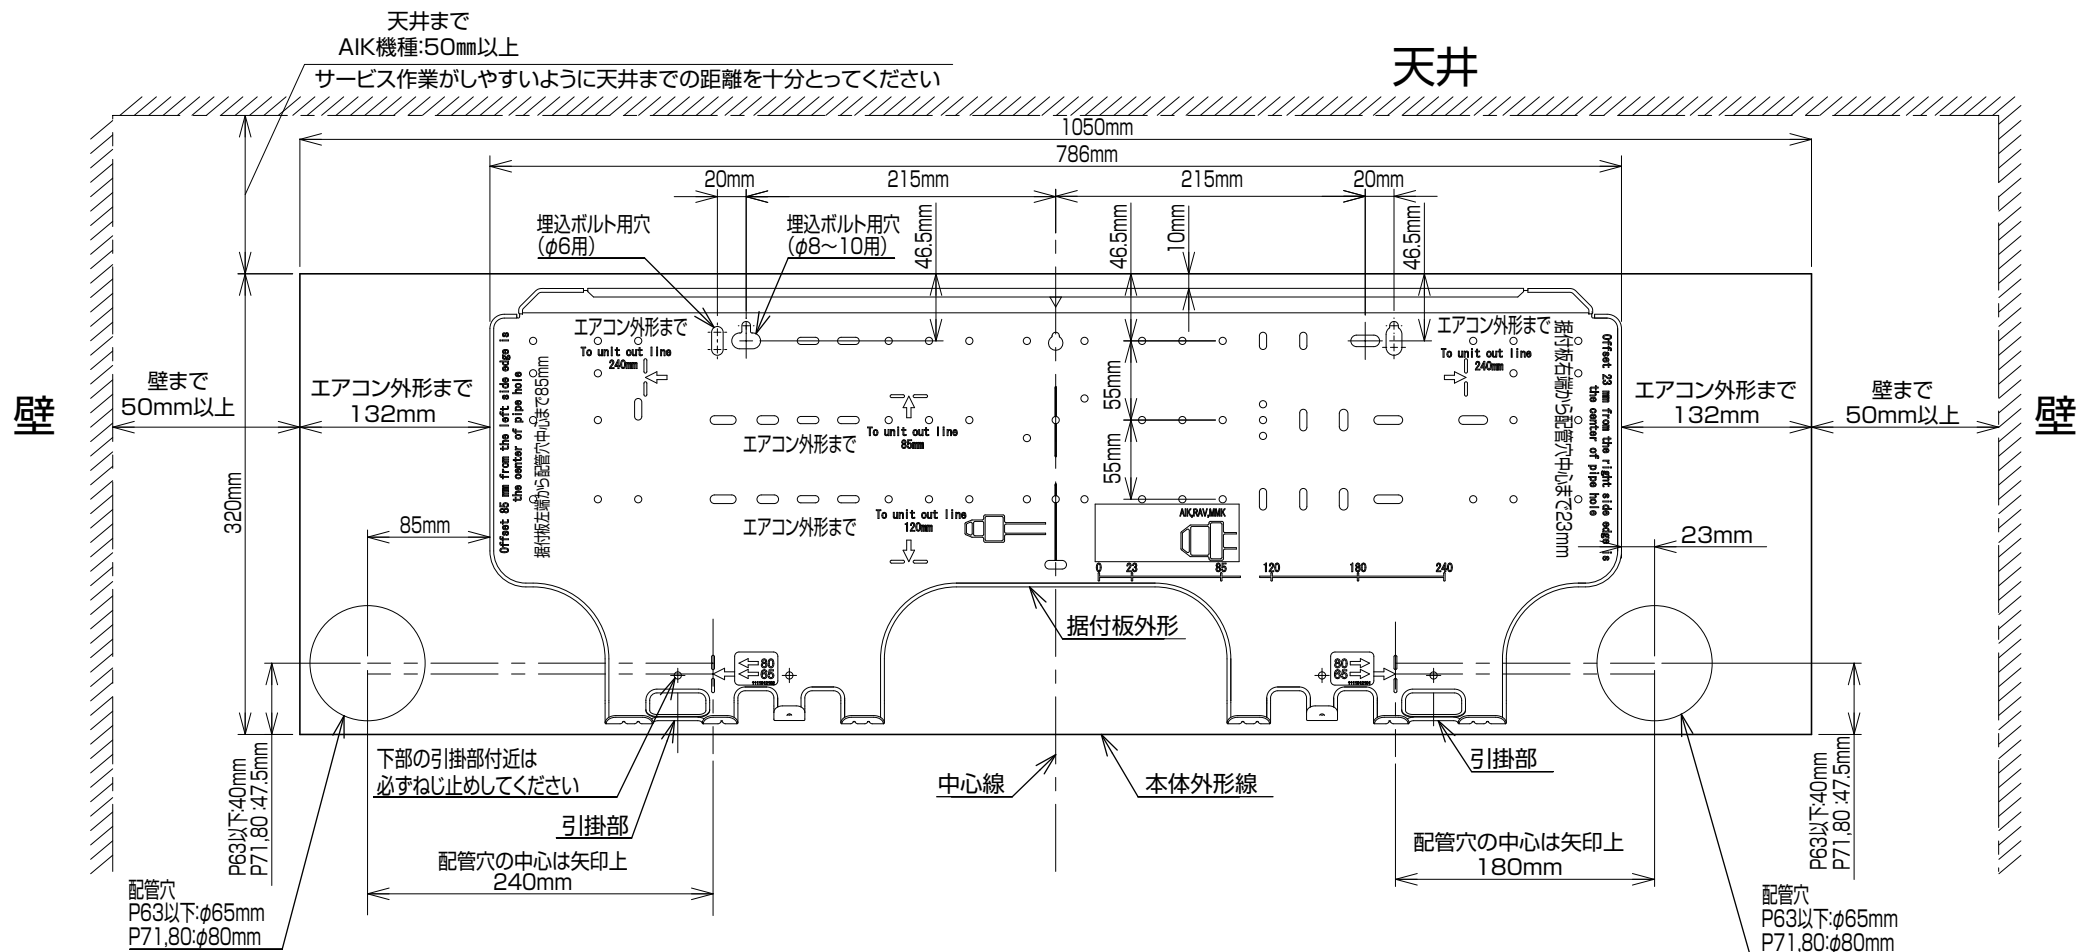 天井まで
AIK機種:50㎜以上
サービス作業がしやすいように天井までの距離を十分とってください
天井
1050mm
786mm
20mm
215mm
215mm
20mm
埋込ボルト用穴
(φ6用)
埋込ボルト用穴
(φ8〜10用)
46.5mm
46.5mm
10mm
46.5mm
エアコン外形まで
To unit out line
240mm
エアコン外形まで
To unit out line
240mm
壁
壁まで
50mm以上
エアコン外形まで
132mm
Offset 85 mm from the left side edge is
the center of pipe hole
据付板左端から配管穴中心まで85mm
エアコン外形まで
To unit out line
85mm
55mm
55mm
据付板右端から配管穴中心まで23mm
Offset 23 mm from the right side edge is
the center of pipe hole
エアコン外形まで
132mm
壁まで
50mm以上
壁
320mm
85mm
エアコン外形まで
To unit out line
120mm
AIK,RAV,MMK
23mm
0 23 85 120 180 240
据付板外形
80
65
80
65
下部の引掛部付近は
必ずねじ止めしてください
引掛部
中心線
本体外形線
引掛部
P63以下:40mm
P71,80 :47.5mm
P63以下:40mm
P71,80 :47.5mm
配管穴の中心は矢印上
240mm
配管穴の中心は矢印上
180mm
配管穴
P63以下:φ65mm
P71,80:φ80mm
配管穴
P63以下:φ65mm
P71,80:φ80mm